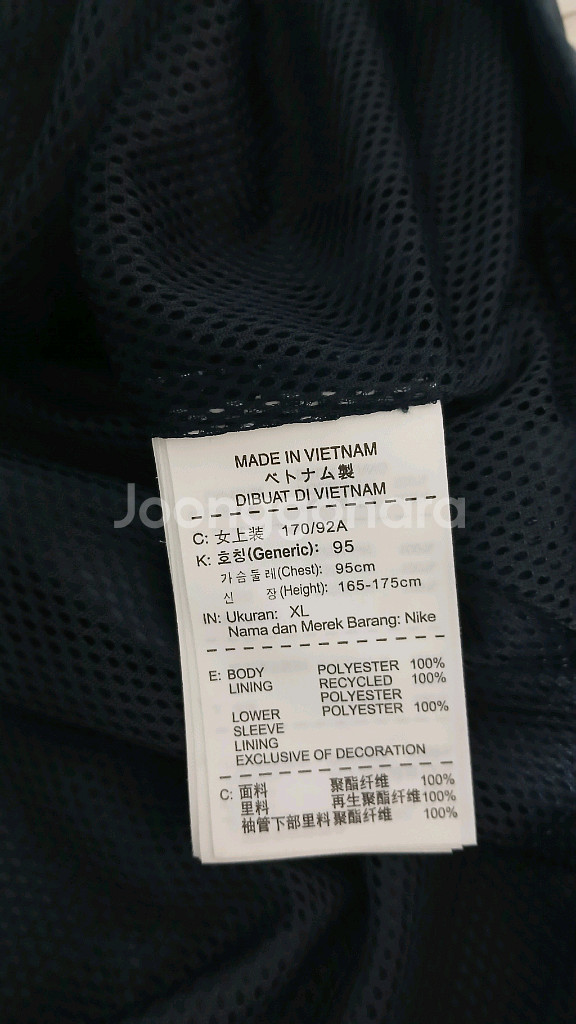 MADE IN VIETNAM
ベトナム製
DIBUAT DI VIETNAM
Joonggonara
C: 女上装 170/92A
K: 호칭(Generic): 95
가슴둘레(Chest): 95cm
신 장(Height): 165-175cm
IN: Ukuran: XL
Nama dan Merek Barang: Nike
E: BODY POLYESTER 100%
LINING RECYCLED 100%
POLYESTER
LOWER POLYESTER 100%
SLEEVE
LINING
EXCLUSIVE OF DECORATION
C: 面料 聚酯纤维 100%
里料 再生聚酯纤维100%
袖管下部里料 聚酯纤维 100%